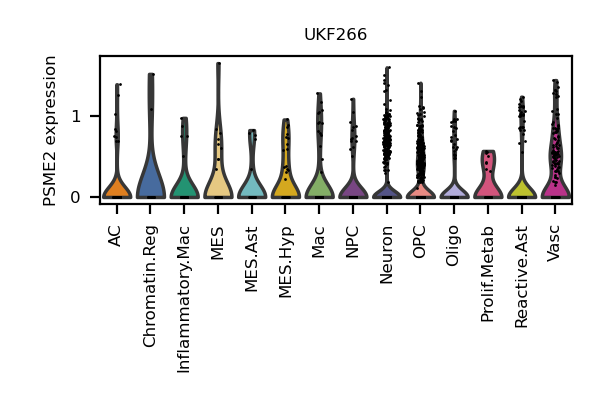 UKF266
PSME2 expression
1
0
AC
Chromatin.Reg
Inflammatory.Mac
MES
MES.Ast
MES.Hyp
Mac
NPC
Neuron
OPC
Oligo
Prolif.Metab
Reactive.Ast
Vasc